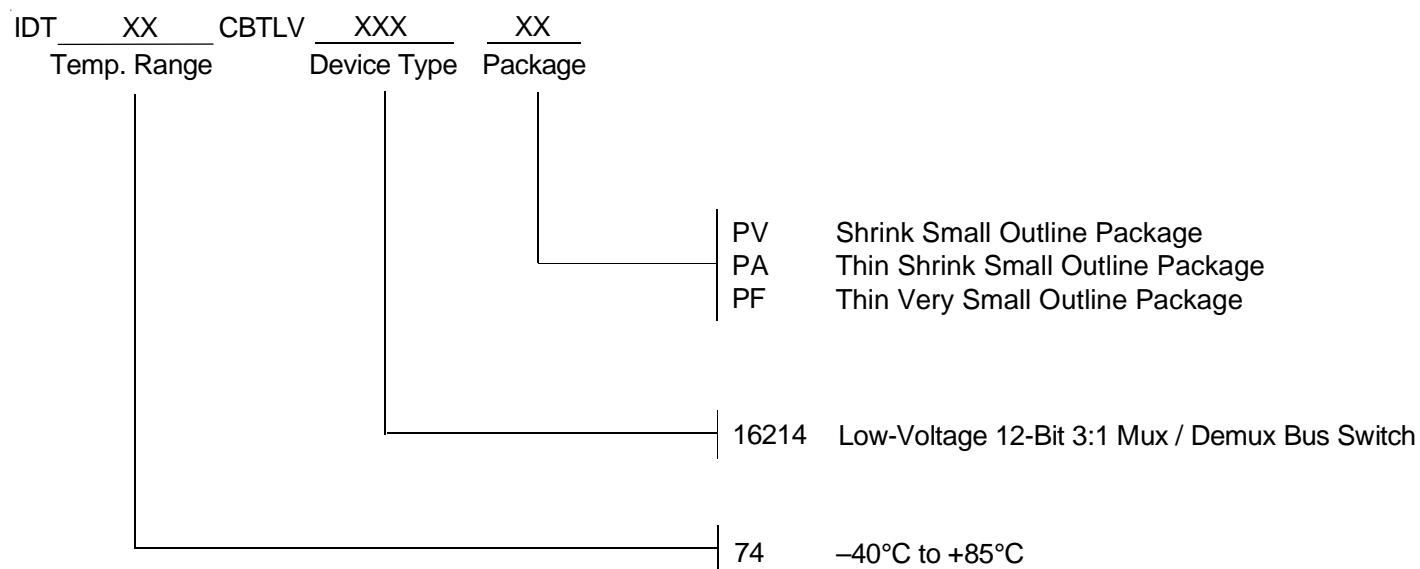 IDT XX CBTLV XXX XX
Temp. Range Device Type Package
PV Shrink Small Outline Package
PA Thin Shrink Small Outline Package
PF Thin Very Small Outline Package
16214 Low-Voltage 12-Bit 3:1 Mux / Demux Bus Switch
74 –40°C to +85°C